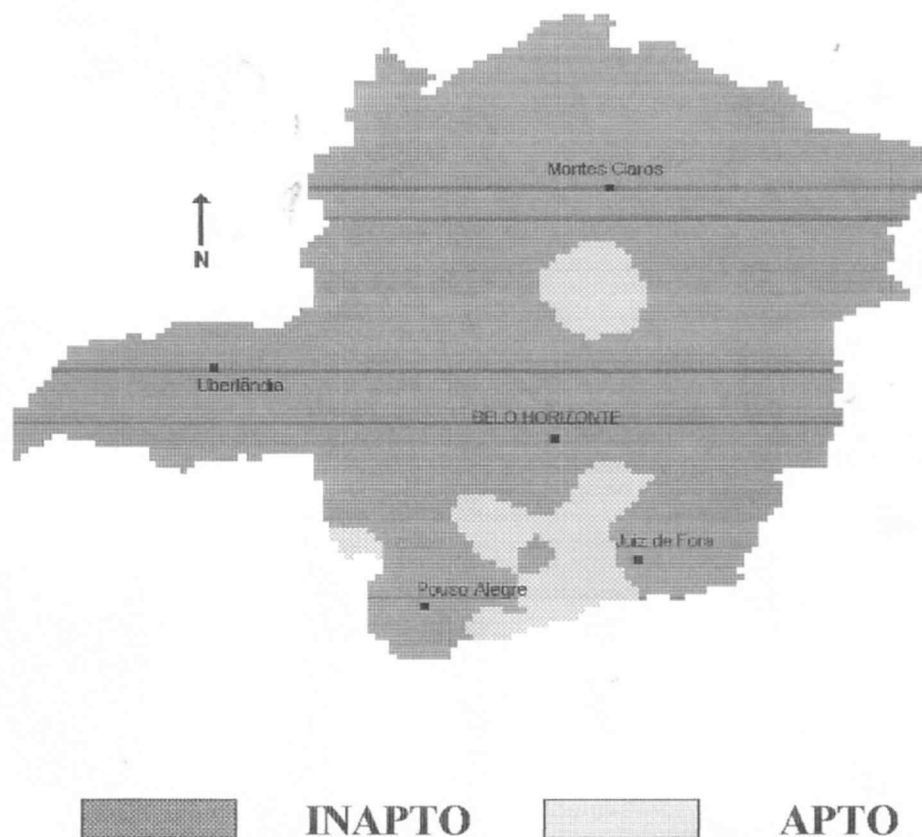 Montes Claros
N
Uberlândia
BELO HORIZONTE
Juiz de Fora
Pouso Alegre
INAPTO APTO